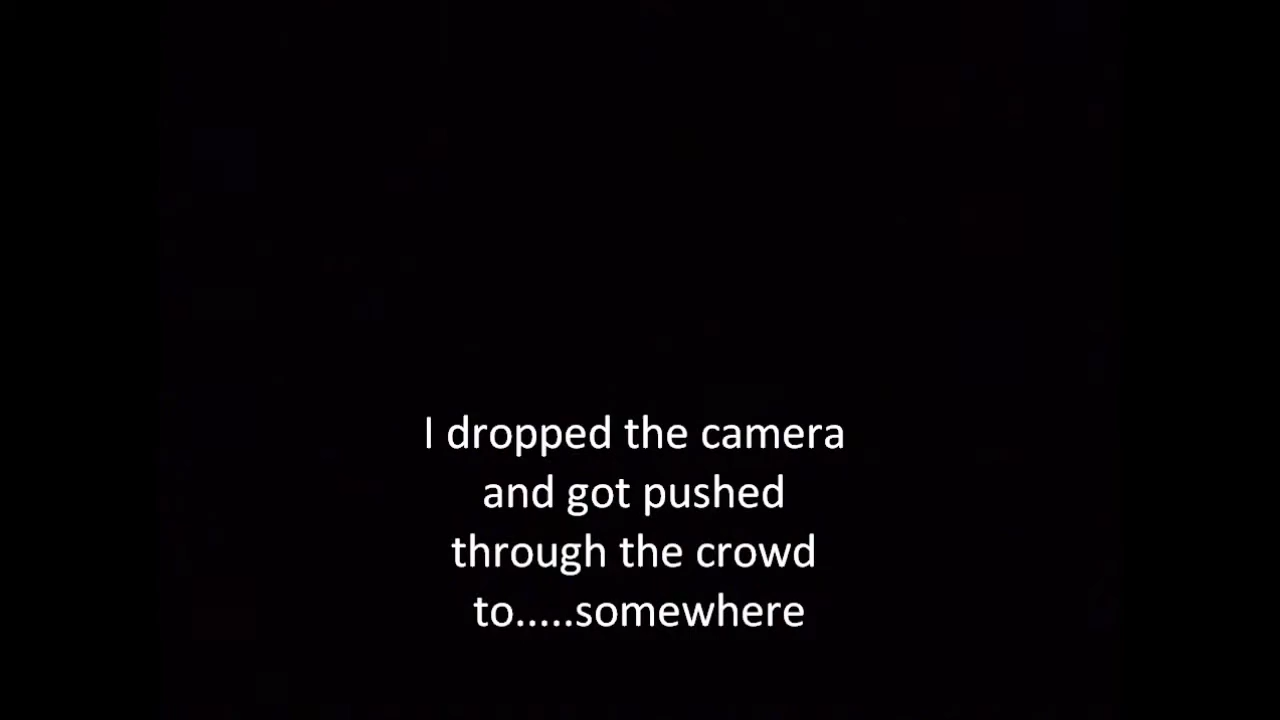 I dropped the camera
and got pushed
through the crowd
to.....somewhere